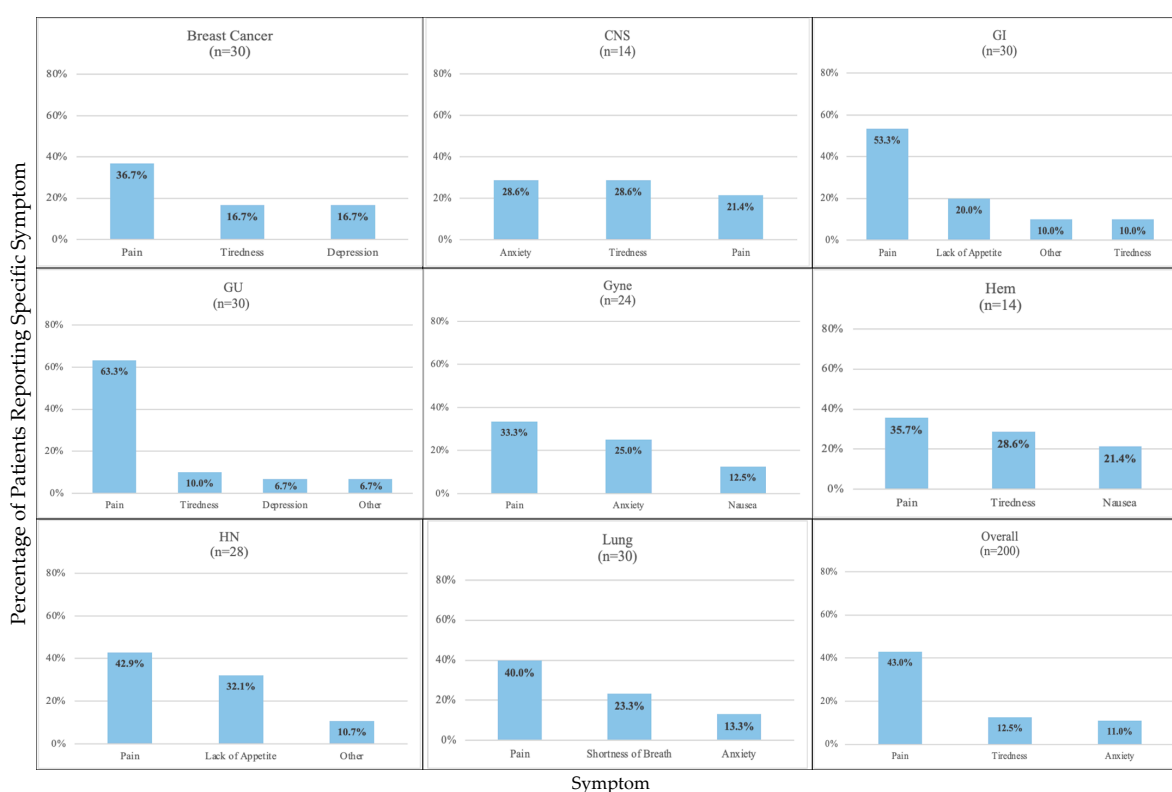 Percentage of Patients Reporting Specific Symptom
Breast Cancer
(n=30)
80%
60%
40%
20%
0%
36.7%
16.7%
16.7%
Pain
Tiredness
Depression
CNS
(n=14)
80%
60%
40%
20%
0%
28.6%
28.6%
21.4%
Anxiety
Tiredness
Pain
GI
(n=30)
80%
60%
40%
20%
0%
53.3%
20.0%
10.0%
10.0%
Pain
Lack of Appetite
Other
Tiredness
GU
(n=30)
80%
60%
40%
20%
0%
63.3%
10.0%
6.7%
6.7%
Pain
Tiredness
Depression
Other
Gyne
(n=24)
80%
60%
40%
20%
0%
33.3%
25.0%
12.5%
Pain
Anxiety
Nausea
Hem
(n=14)
80%
60%
40%
20%
0%
35.7%
28.6%
21.4%
Pain
Tiredness
Nausea
HN
(n=28)
80%
60%
40%
20%
0%
42.9%
32.1%
10.7%
Pain
Lack of Appetite
Other
Lung
(n=30)
80%
60%
40%
20%
0%
40.0%
23.3%
13.3%
Pain
Shortness of Breath
Anxiety
Overall
(n=200)
80%
60%
40%
20%
0%
43.0%
12.5%
11.0%
Pain
Tiredness
Anxiety
Symptom